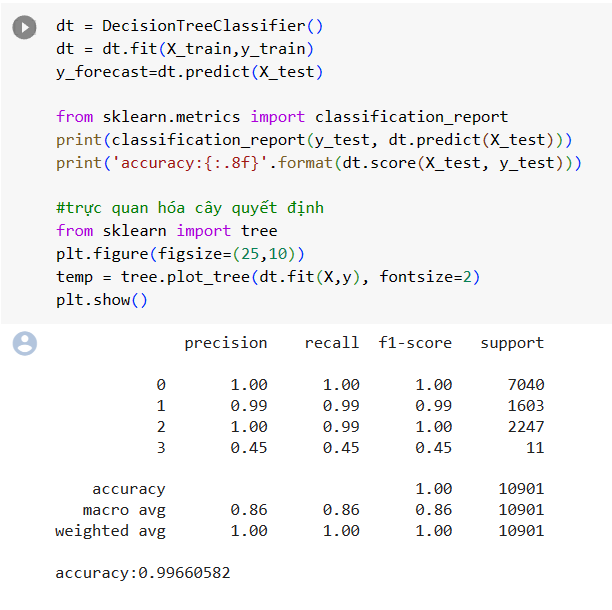 dt = DecisionTreeClassifier()
dt = dt.fit(X_train,y_train)
y_forecast=dt.predict(X_test)
from sklearn.metrics import classification_report
print(classification_report(y_test, dt.predict(X_test)))
print('accuracy:{:.8f}'.format(dt.score(X_test, y_test)))
#trực quan hóa cây quyết định
from sklearn import tree
plt.figure(figsize=(25,10))
temp = tree.plot_tree(dt.fit(X,y), fontsize=2)
plt.show()
precision recall f1-score support
0 1.00 1.00 1.00 7040
1 0.99 0.99 0.99 1603
2 1.00 0.99 1.00 2247
3 0.45 0.45 0.45 11
accuracy 1.00 10901
macro avg 0.86 0.86 0.86 10901
weighted avg 1.00 1.00 1.00 10901
accuracy:0.99660582